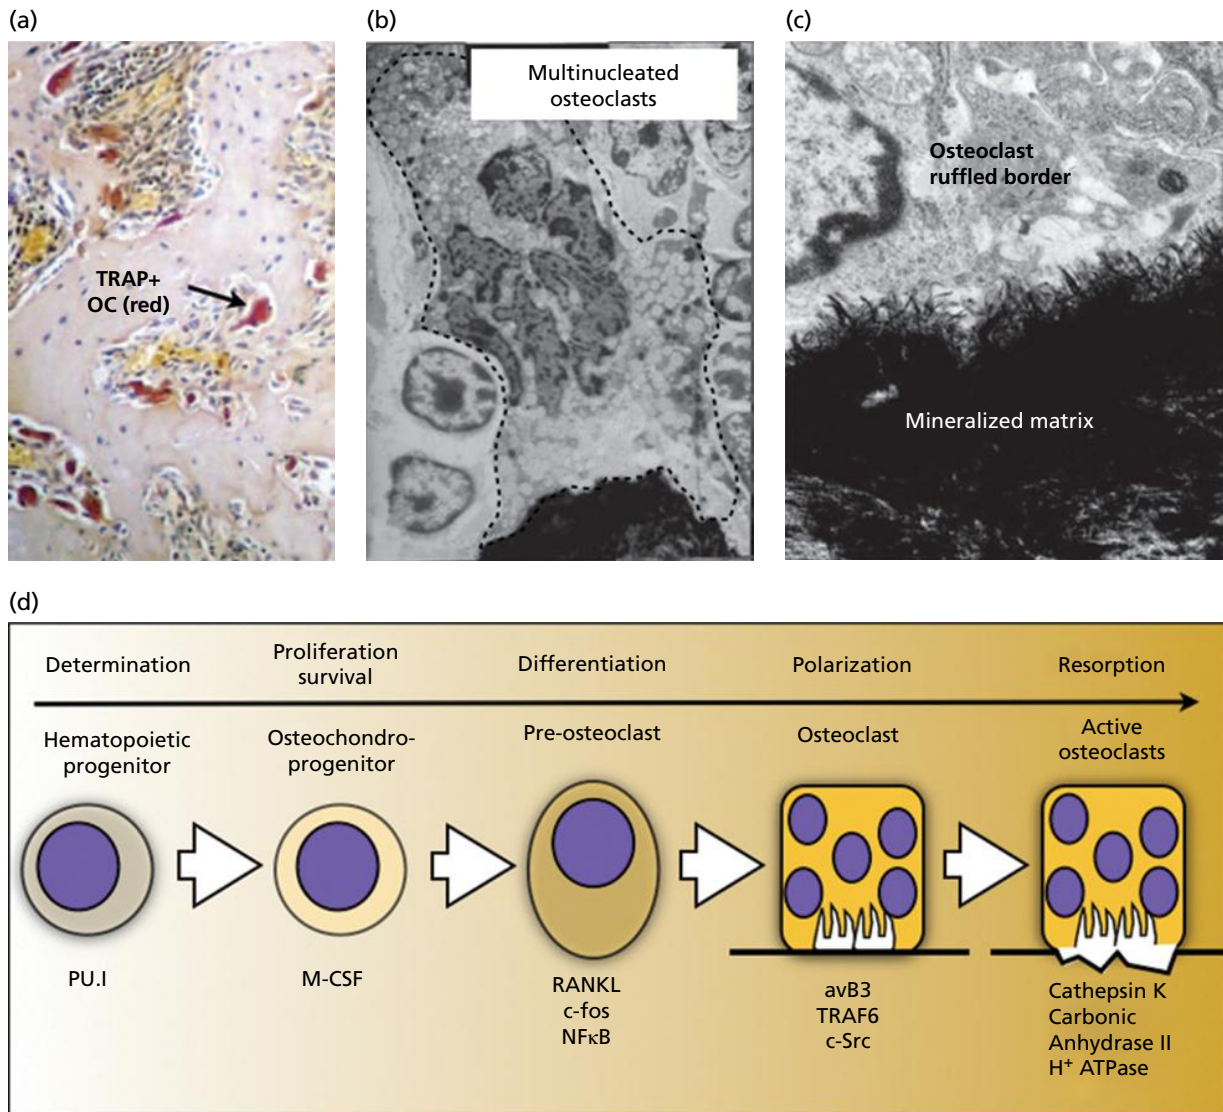 (a)
(b)
(c)
TRAP+
OC (red)
Multinucleated
osteoclasts
Osteoclast
ruffled border
Mineralized matrix
(d)
Determination
Proliferation
survival
Differentiation
Polarization
Resorption
Hematopoietic
progenitor
Osteochondro-
progenitor
Pre-osteoclast
Osteoclast
Active
osteoclasts
PU.I
M-CSF
RANKL
c-fos
NFκB
avB3
TRAF6
c-Src
Cathepsin K
Carbonic
Anhydrase II
H⁺ ATPase